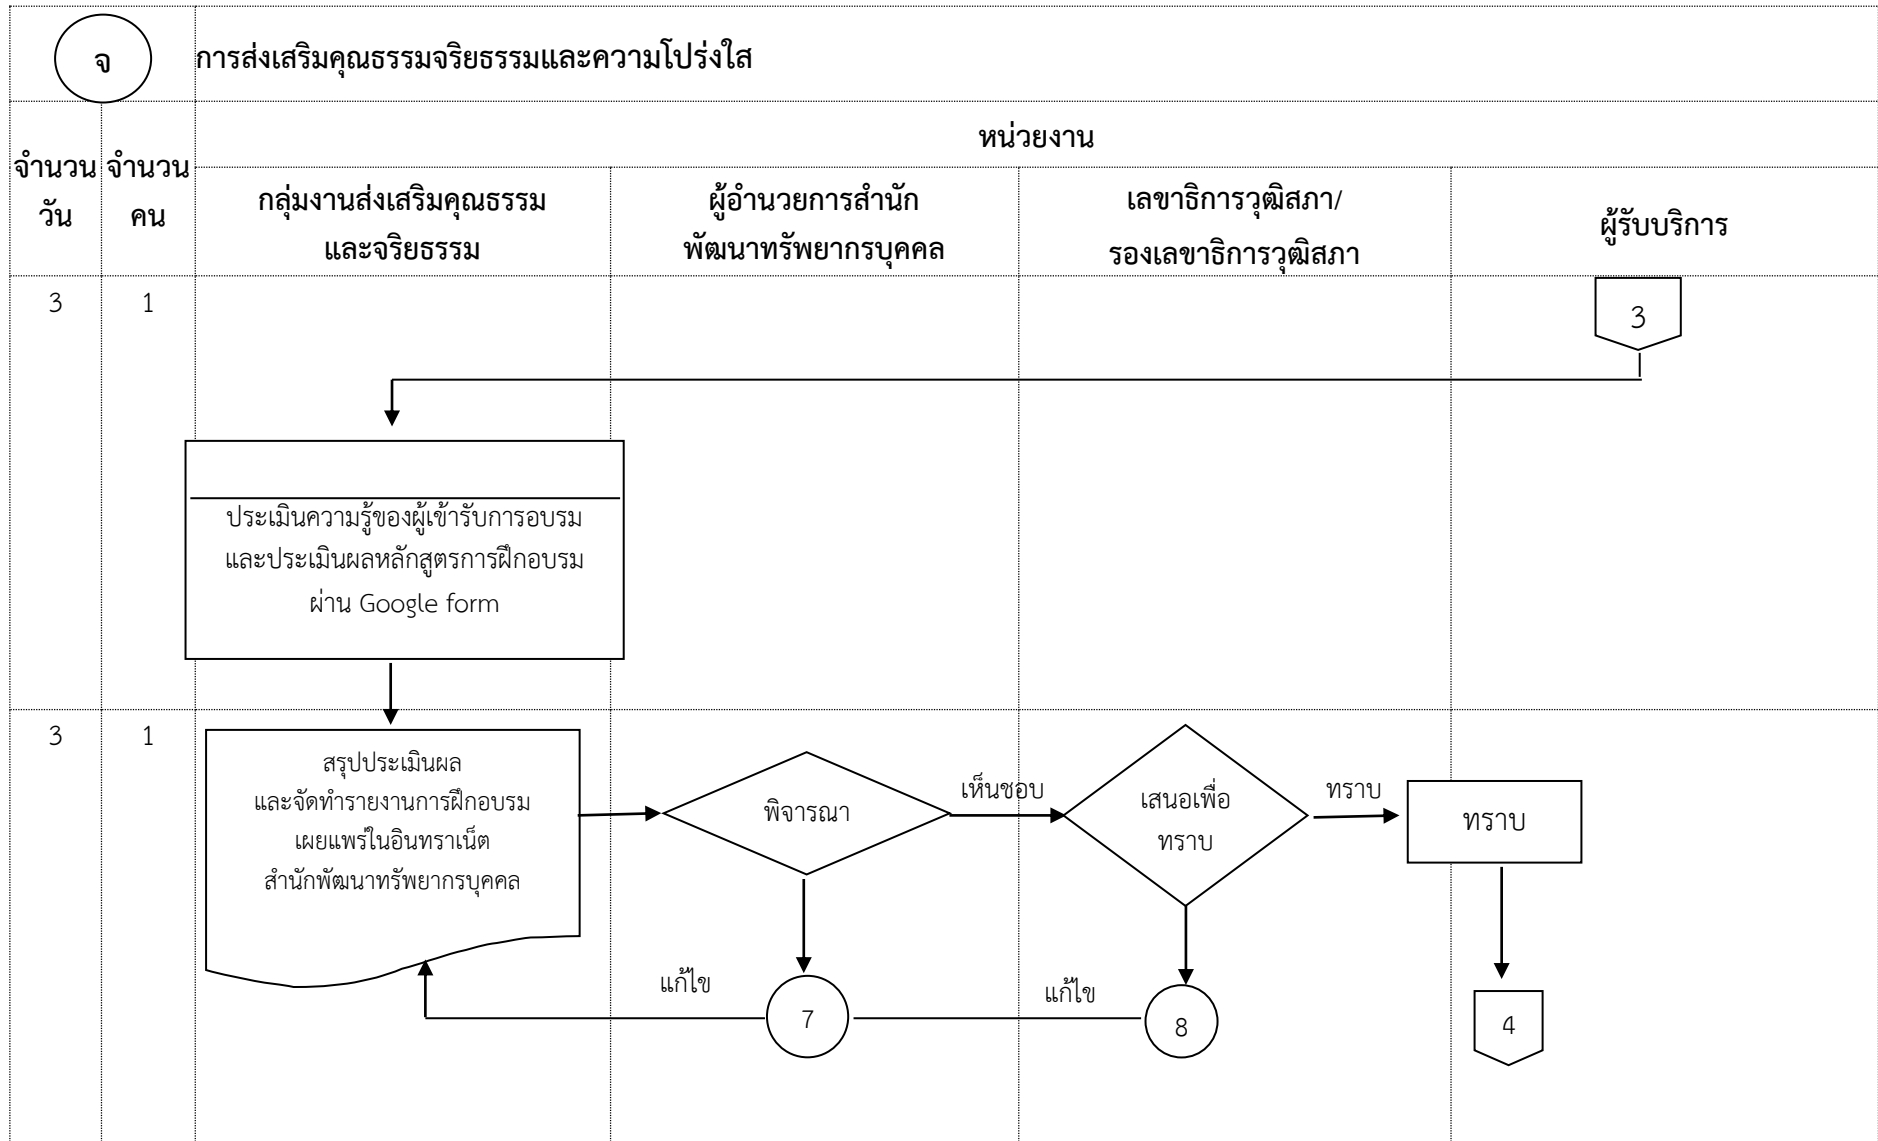 จ
การส่งเสริมคุณธรรมจริยธรรมและความโปร่งใส
หน่วยงาน
จำนวน
วัน
จำนวน
คน
กลุ่มงานส่งเสริมคุณธรรม
และจริยธรรม
ผู้อำนวยการสำนัก
พัฒนาทรัพยากรบุคคล
เลขาธิการวุฒิสภา/
รองเลขาธิการวุฒิสภา
ผู้รับบริการ
3
1
3
ประเมินความรู้ของผู้เข้ารับการอบรม
และประเมินผลหลักสูตรการฝึกอบรม
ผ่าน Google form
3
1
สรุปประเมินผล
และจัดทำรายงานการฝึกอบรม
เผยแพร่ในอินทราเน็ต
สำนักพัฒนาทรัพยากรบุคคล
พิจารณา
เห็นชอบ
เสนอเพื่อ
ทราบ
ทราบ
ทราบ
แก้ไข
7
แก้ไข
8
4